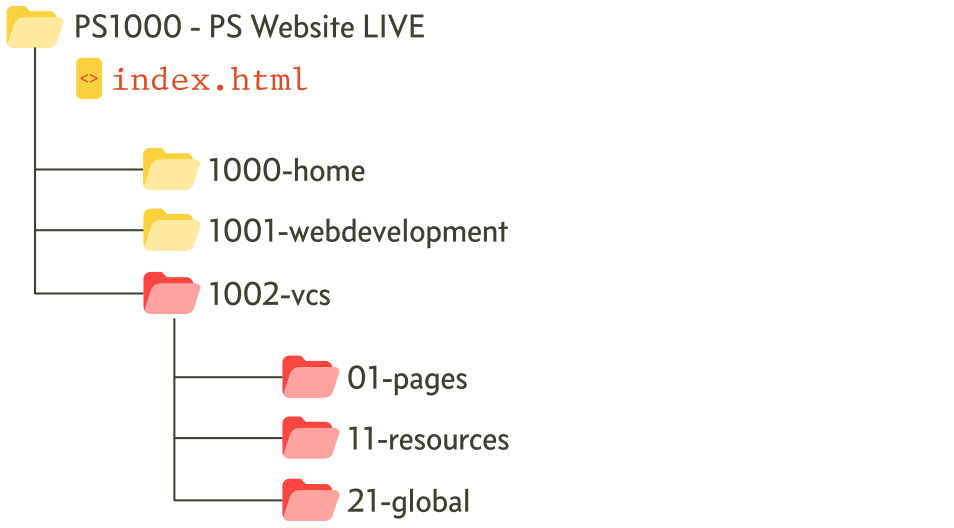 PS1000 - PS Website LIVE
<> index.html
1000-home
1001-webdevelopment
1002-vcs
01-pages
11-resources
21-global